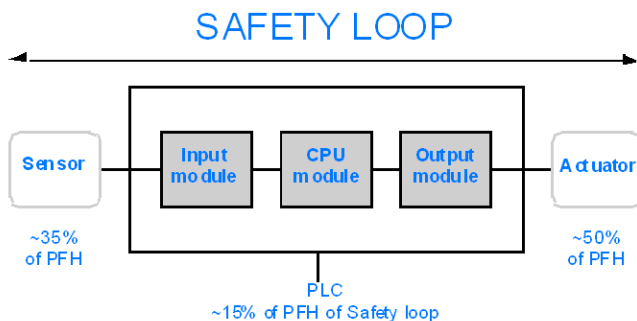 SAFETY LOOP
Sensor
Input
module
CPU
module
Output
module
Actuator
~35%
of PFH
~50%
of PFH
PLC
~15% of PFH of Safety loop